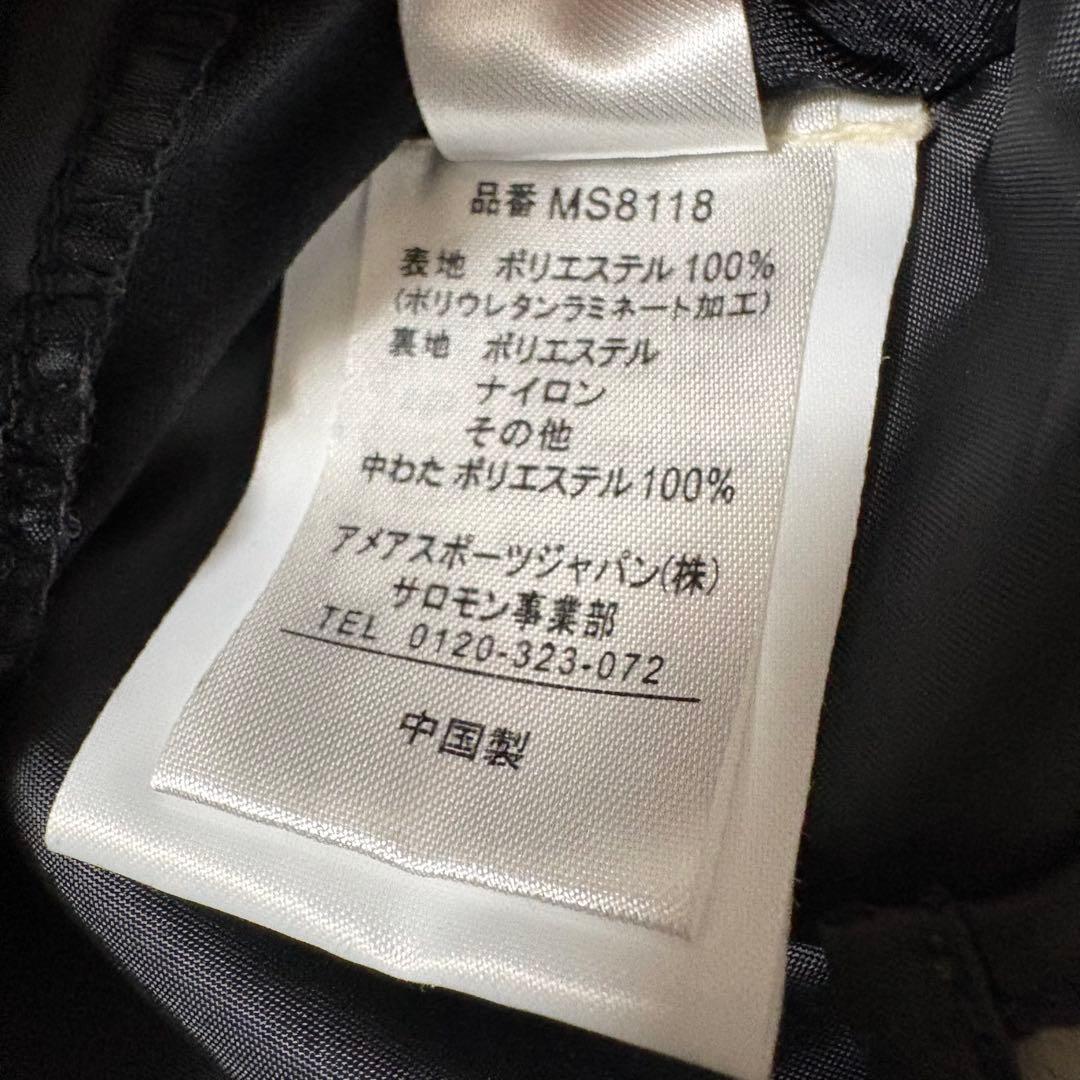 品番 MS8118
表地 ポリエステル 100%
(ポリウレタンラミネート加工)
裏地 ポリエステル
ナイロン
その他
中わた ポリエステル 100%
アメアスポーツジャパン(株)
サロモン事業部
TEL 0120-323-072
中国製